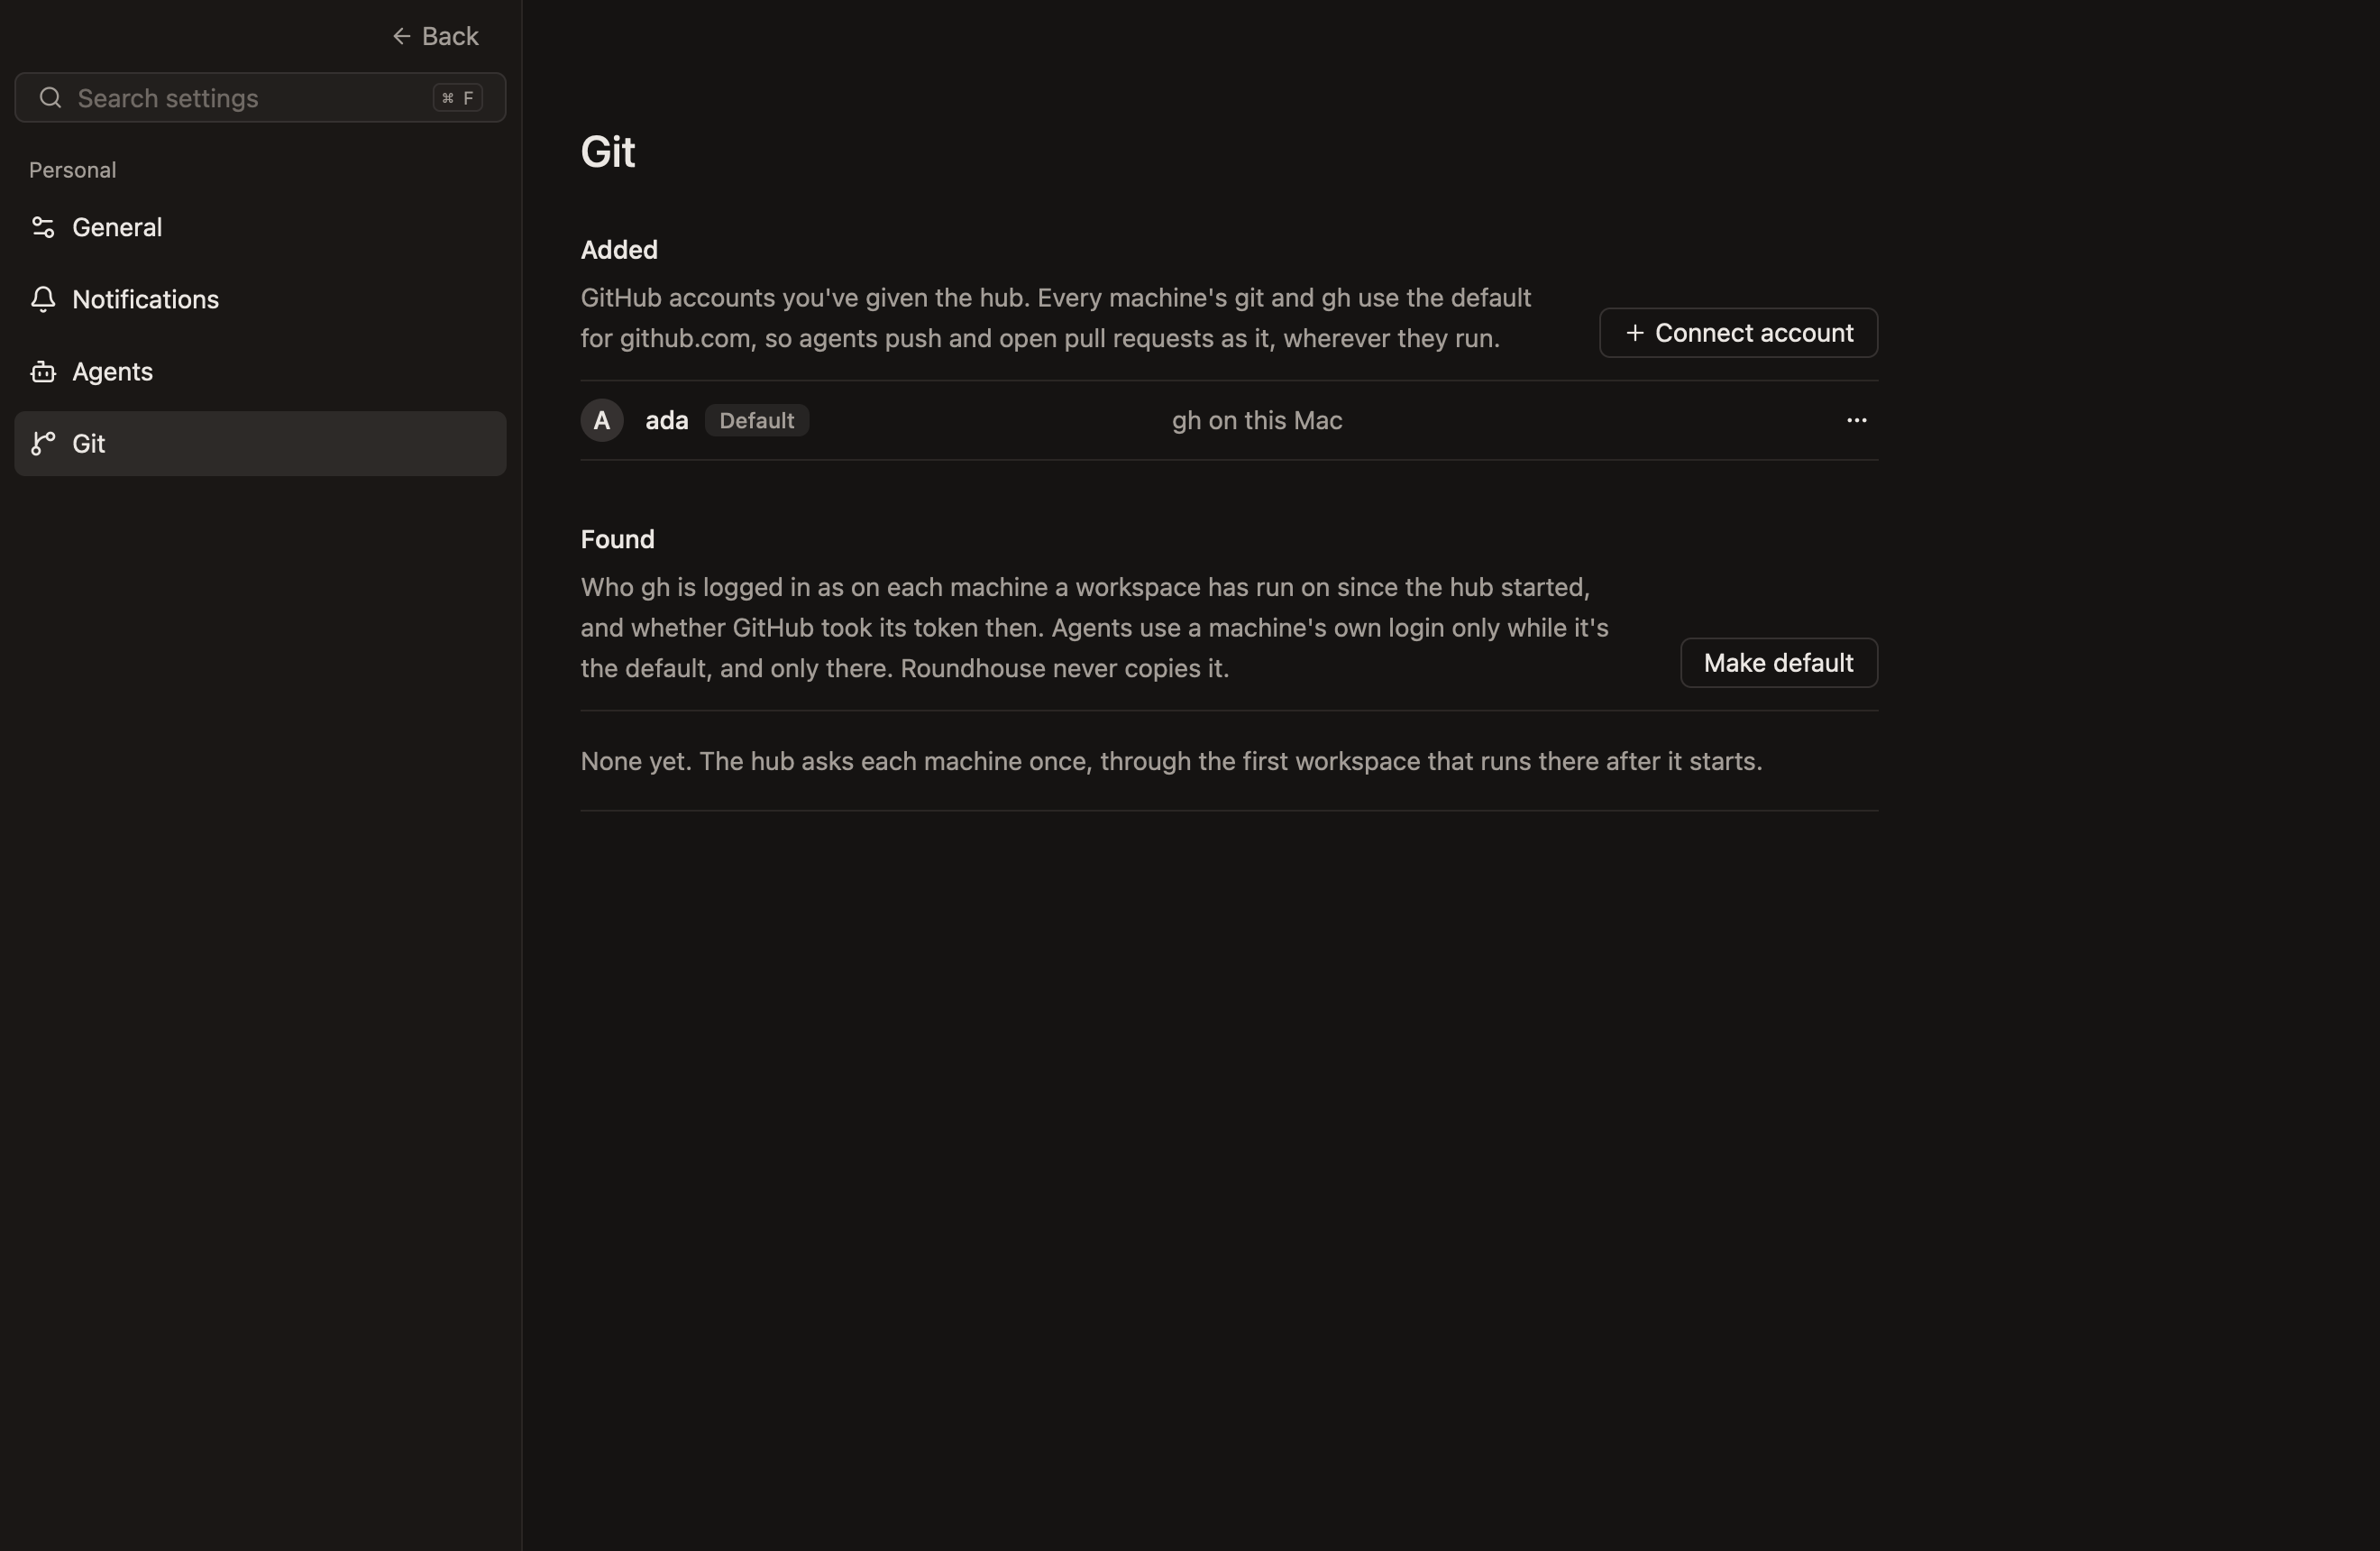 Back
Search settings
⌘ F
Personal
General
Notifications
Agents
Git
Git
Added
GitHub accounts you've given the hub. Every machine's git and gh use the default
for github.com, so agents push and open pull requests as it, wherever they run.
+ Connect account
A ada Default gh on this Mac
Found
Who gh is logged in as on each machine a workspace has run on since the hub started,
and whether GitHub took its token then. Agents use a machine's own login only while it's
the default, and only there. Roundhouse never copies it.
Make default
None yet. The hub asks each machine once, through the first workspace that runs there after it starts.